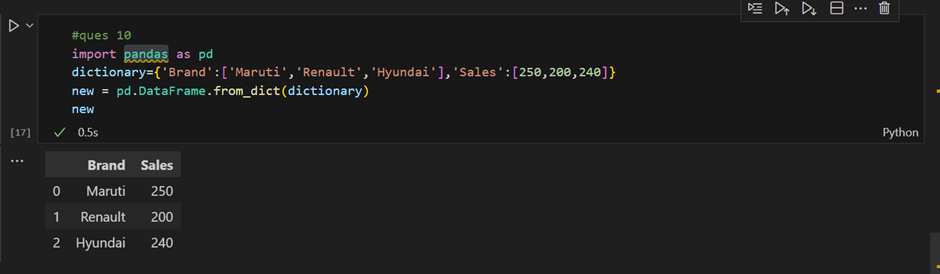 #ques 10
import pandas as pd
dictionary={'Brand':['Maruti','Renault','Hyundai'],'Sales':[250,200,240]}
new = pd.DataFrame.from_dict(dictionary)
new
[17] 0.5s Python
Brand Sales
0 Maruti 250
1 Renault 200
2 Hyundai 240